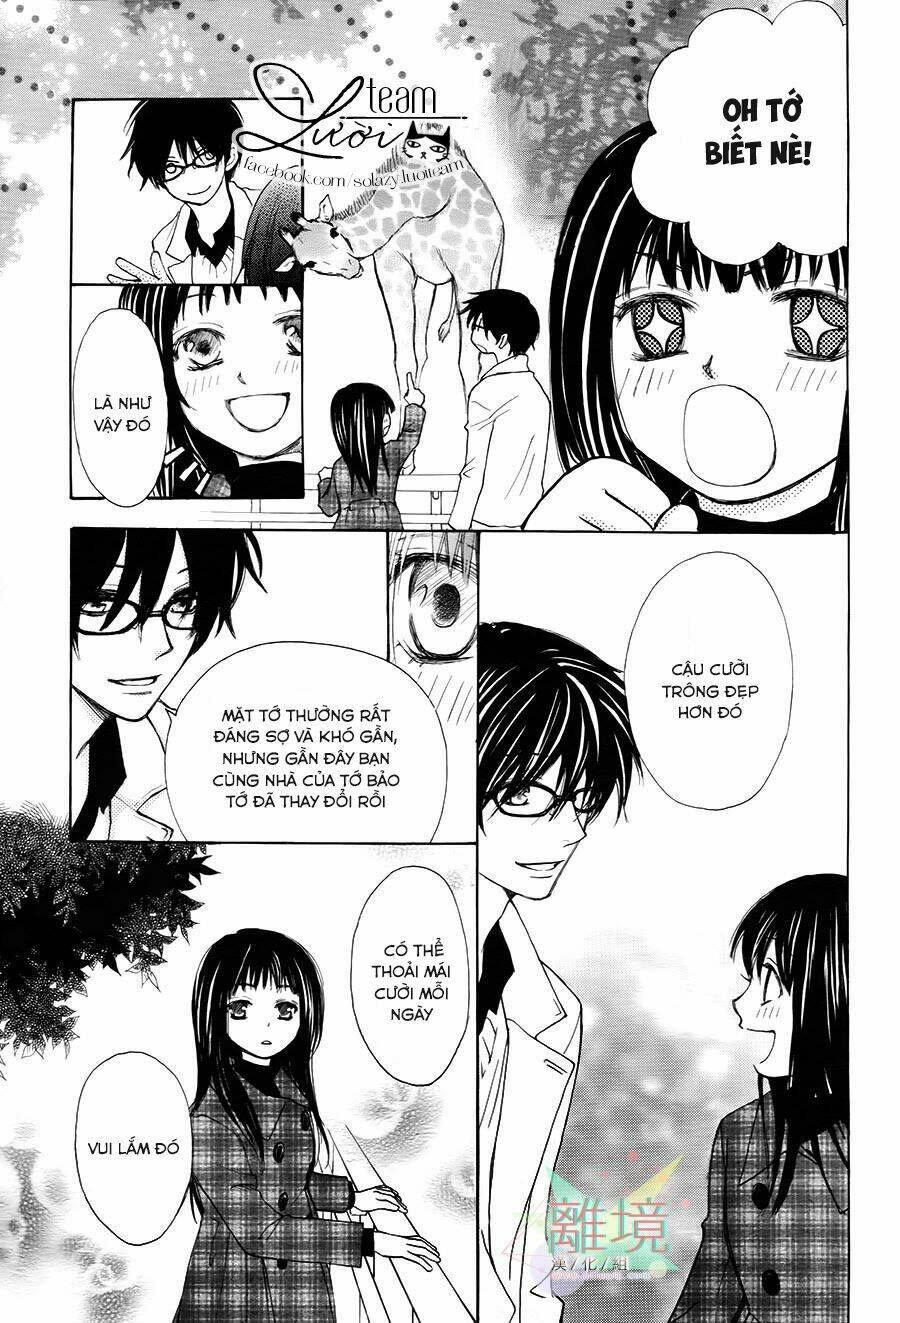 team
Lười
facebook.com/solazy.luoiteam
OH TỚ
BIẾT NÈ!
LÀ NHƯ
VẬY ĐÓ
CẬU CƯỜI
TRÔNG ĐẸP
HƠN ĐÓ
MẶT TỚ THƯỜNG RẤT
ĐÁNG SỢ VÀ KHÓ GẦN,
NHƯNG GẦN ĐÂY BẠN
CÙNG NHÀ CỦA TỚ BẢO
TỚ ĐÃ THAY ĐỔI RỒI
CÓ THỂ
THOẢI MÁI
CƯỜI MỖI
NGÀY
VUI LẮM ĐÓ
離境
漢/化/組